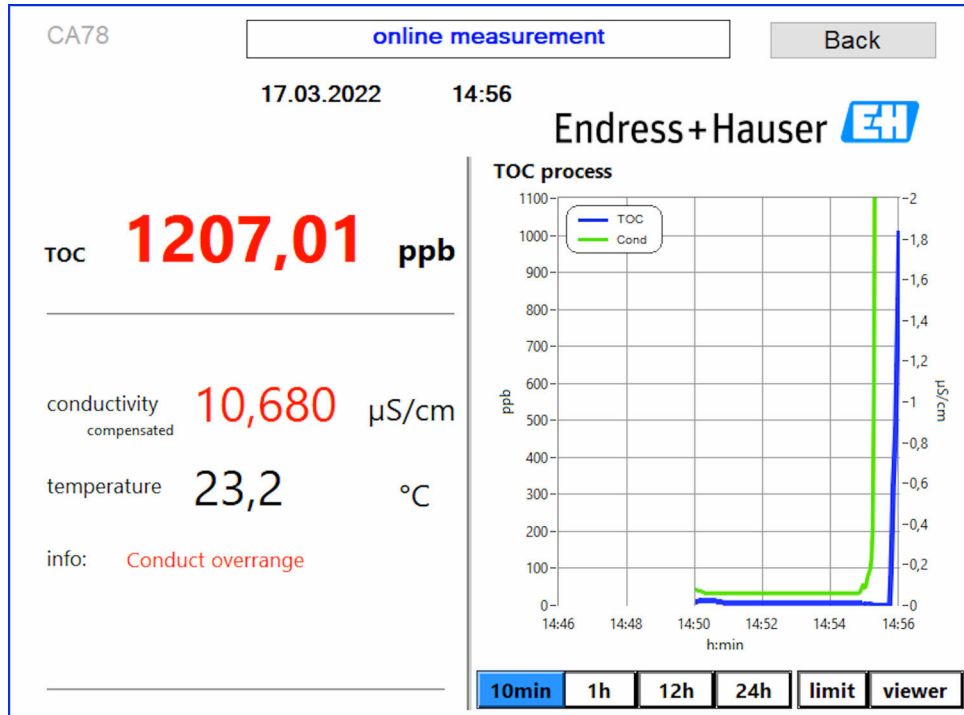 CA78
online measurement
Back
17.03.2022 14:56
Endress+Hauser EH
TOC 1207,01 ppb
conductivity 10,680 µS/cm
compensated
temperature 23,2 °C
info: Conduct overrange
TOC process
TOC
Cond
1100
1000
900
800
700
600
500
400
300
200
100
0
ppb
2
1,8
1,6
1,4
1,2
1
0,8
0,6
0,4
0,2
0
µS/cm
14:46 14:48 14:50 14:52 14:54 14:56
h:min
10min 1h 12h 24h limit viewer